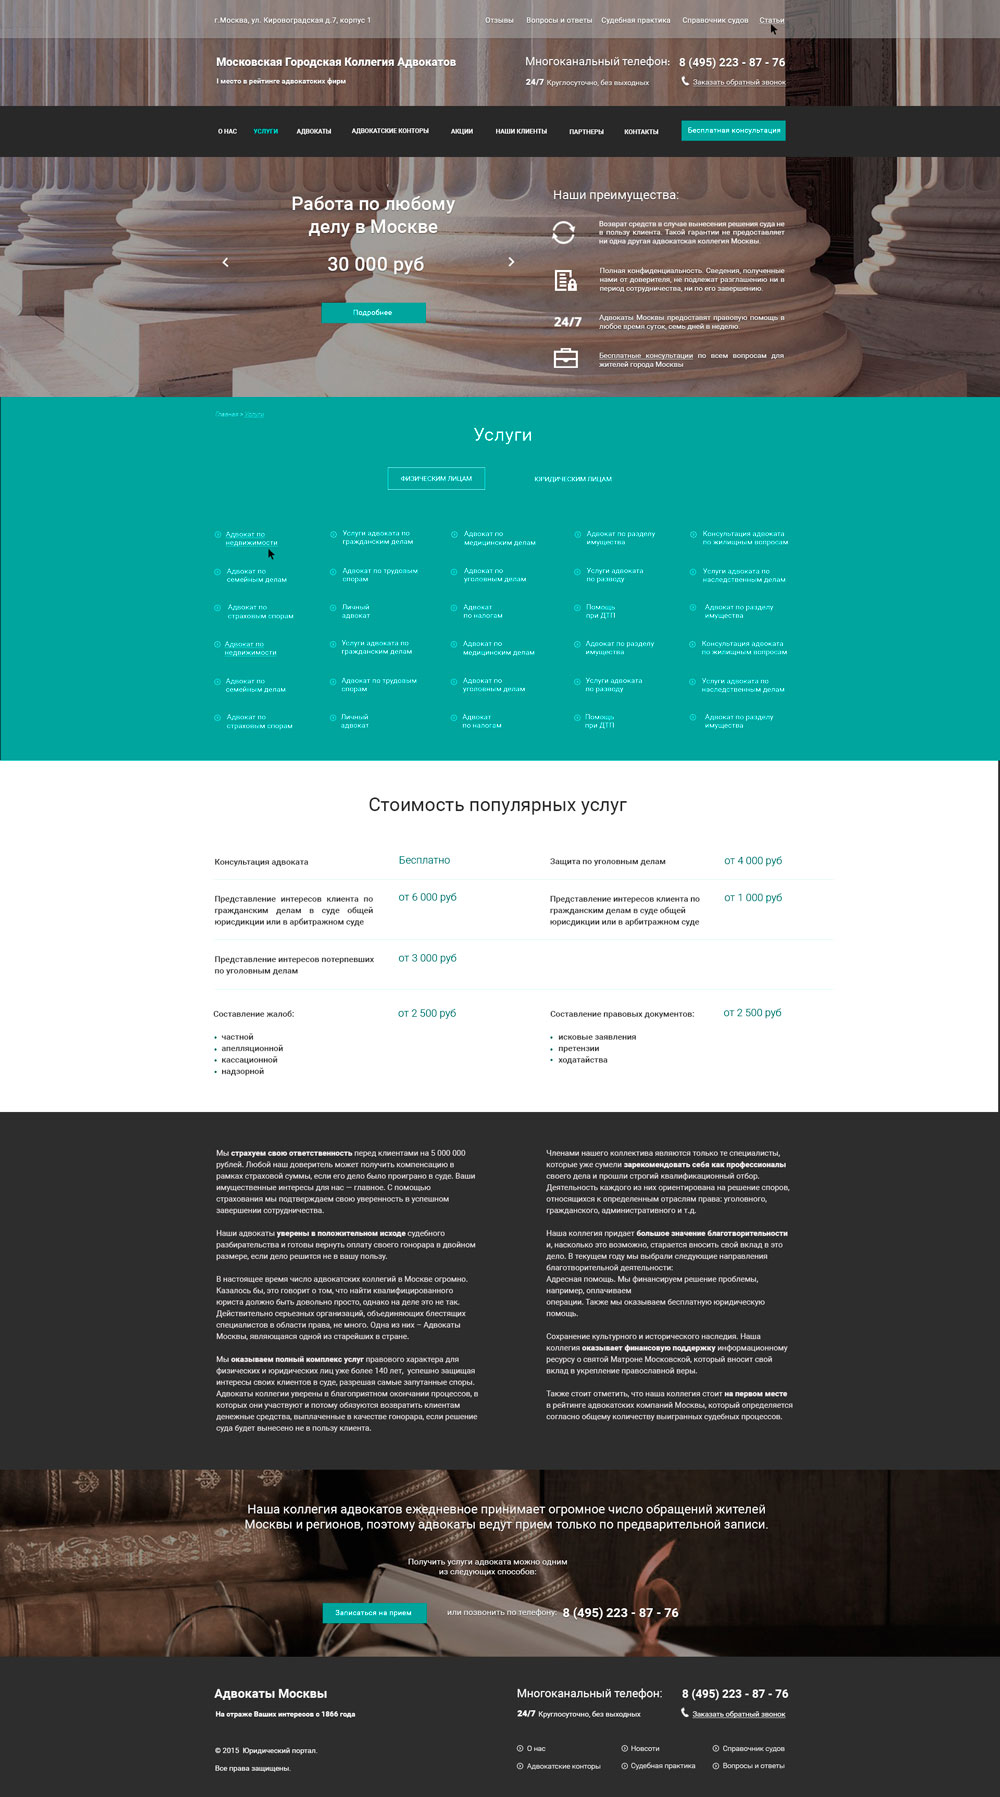 г.Москва, ул. Кировоградская д.7, корпус 1
Отзывы Вопросы и ответы Судебная практика Справочник судов Статьи
Московская Городская Коллегия Адвокатов
I место в рейтинге адвокатских фирм
Многоканальный телефон: 8 (495) 223 - 87 - 76
24/7 Круглосуточно, без выходных Заказать обратный звонок
О НАС УСЛУГИ АДВОКАТЫ АДВОКАТСКИЕ КОНТОРЫ АКЦИИ НАШИ КЛИЕНТЫ ПАРТНЕРЫ КОНТАКТЫ Бесплатная консультация
Работа по любому
делу в Москве
30 000 руб
Подробнее
Наши преимущества:
Возврат средств в случае вынесения решения суда не
в пользу клиента. Такой гарантии не предоставляет
ни одна другая адвокатская коллегия Москвы.
Полная конфиденциальность. Сведения, полученные
нами от доверителя, не подлежат разглашению ни в
период сотрудничества, ни по его завершению.
24/7
Адвокаты Москвы предоставят правовую помощь в
любое время суток, семь дней в неделю
Бесплатные консультации по всем вопросам для
жителей города Москвы
Главная » Услуги
Услуги
ФИЗИЧЕСКИМ ЛИЦАМ ЮРИДИЧЕСКИМ ЛИЦАМ
Адвокат по
недвижимости
Услуги адвоката по
гражданским делам
Адвокат по
медицинским делам
Адвокат по разделу
имущества
Консультация адвоката
по жилищным вопросам
Адвокат по
семейным делам
Адвокат по трудовым
спорам
Адвокат по
уголовным делам
Услуги адвоката
по разводу
Услуги адвоката по
наследственным делам
Адвокат по
страховым спорам
Личный
адвокат
Адвокат
по налогам
Помощь
при ДТП
Адвокат по разделу
имущества
Адвокат по
недвижимости
Услуги адвоката по
гражданским делам
Адвокат по
медицинским делам
Адвокат по разделу
имущества
Консультация адвоката
по жилищным вопросам
Адвокат по
семейным делам
Адвокат по трудовым
спорам
Адвокат по
уголовным делам
Услуги адвоката
по разводу
Услуги адвоката по
наследственным делам
Адвокат по
страховым спорам
Личный
адвокат
Адвокат
по налогам
Помощь
при ДТП
Адвокат по разделу
имущества
Стоимость популярных услуг
Консультация адвоката Бесплатно
Защита по уголовным делам от 4 000 руб
Представление интересов клиента по
гражданским делам в суде общей
юрисдикции или в арбитражном суде
от 6 000 руб
Представление интересов клиента по
гражданским делам в суде общей
юрисдикции или в арбитражном суде
от 1 000 руб
Представление интересов потерпевших
по уголовным делам
от 3 000 руб
Составление жалоб: от 2 500 руб
• частной
• апелляционной
• кассационной
• надзорной
Составление правовых документов: от 2 500 руб
• исковые заявления
• претензии
• ходатайства
Мы страхуем свою ответственность перед клиентами на 5 000 000
рублей. Любой наш доверитель может получить компенсацию в
рамках страховой суммы, если его дело было проиграно в суде. Ваши
имущественные интересы для нас — главное. С помощью
страхования мы подтверждаем свою уверенность в успешном
завершении сотрудничества.
Наши адвокаты уверены в положительном исходе судебного
разбирательства и готовы вернуть оплату своего гонорара в двойном
размере, если дело решится не в вашу пользу.
В настоящее время число адвокатских коллегий в Москве огромно.
Казалось бы, это говорит о том, что найти квалифицированного
юриста должно быть довольно просто, однако на деле это не так.
Действительно серьезных организаций, объединяющих блестящих
специалистов в области права, не много. Одна из них – Адвокаты
Москвы, являющаяся одной из старейших в стране.
Мы оказываем полный комплекс услуг правового характера для
физических и юридических лиц уже более 140 лет, успешно защищая
интересы своих клиентов в суде, разрешая самые запутанные споры.
Адвокаты коллегии уверены в благоприятном окончании процессов, в
которых они участвуют и потому обязуются возвратить клиентам
денежные средства, выплаченные в качестве гонорара, если решение
суда будет вынесено не в пользу клиента.
Членами нашего коллектива являются только те специалисты,
которые уже сумели зарекомендовать себя как профессионалы
своего дела и прошли строгий квалификационный отбор.
Деятельность каждого из них ориентирована на решение споров,
относящихся к определенным отраслям права: уголовного,
гражданского, административного и т.д.
Наша коллегия придает большое значение благотворительности
и, насколько это возможно, старается вносить свой вклад в это
дело. В текущем году мы выбрали следующие направления
благотворительной деятельности:
Адресная помощь. Мы финансируем решение проблемы,
например, оплачиваем
операции. Также мы оказываем бесплатную юридическую
помощь.
Сохранение культурного и исторического наследия. Наша
коллегия оказывает финансовую поддержку информационному
ресурсу о святой Матроне Московской, который вносит свой
вклад в укрепление православной веры.
Также стоит отметить, что наша коллегия стоит на первом месте
в рейтинге адвокатских компаний Москвы, который определяется
согласно общему количеству выигранных судебных процессов.
Наша коллегия адвокатов ежедневное принимает огромное число обращений жителей
Москвы и регионов, поэтому адвокаты ведут прием только по предварительной записи.
Получить услуги адвоката можно одним
из следующих способов:
Записаться на прием или позвонить по телефону: 8 (495) 223 - 87 - 76
Адвокаты Москвы
На страже Ваших интересов с 1866 года
Многоканальный телефон: 8 (495) 223 - 87 - 76
24/7 Круглосуточно, без выходных Заказать обратный звонок
© 2015 Юридический портал.
Все права защищены.
О нас Новсоти Справочник судов
Адвокатские конторы Судебная практика Вопросы и ответы